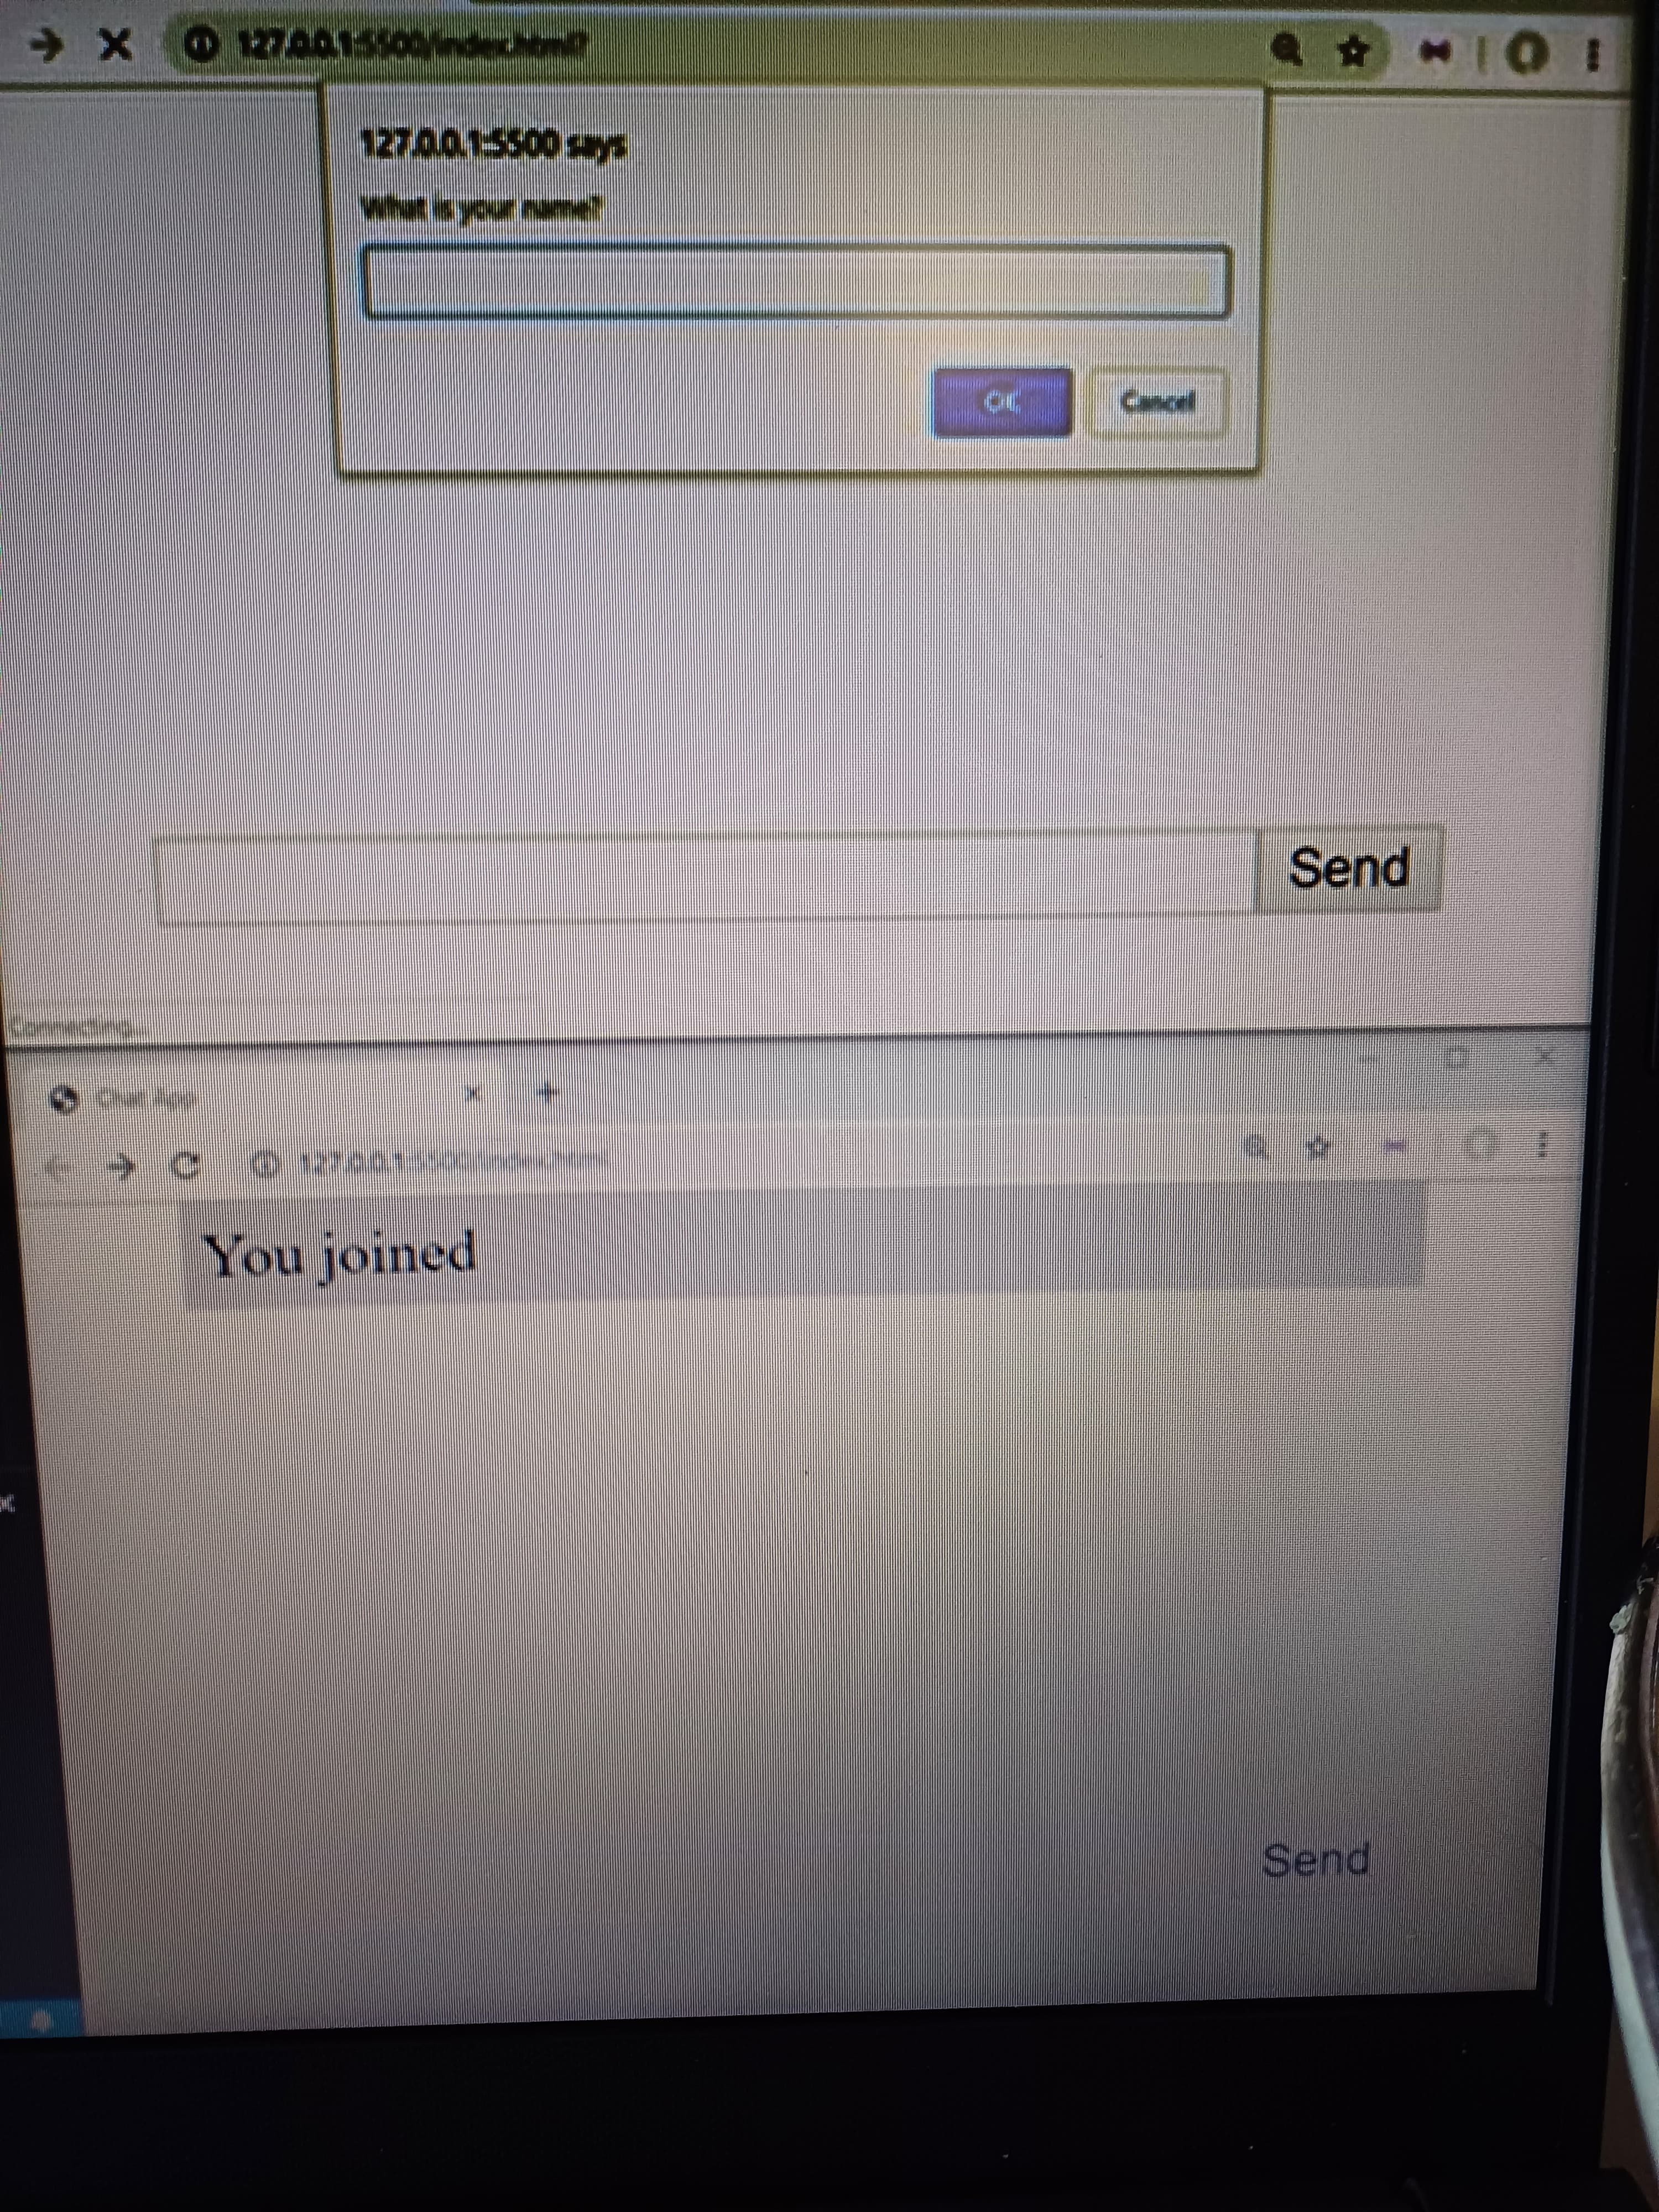 127.0.0.1:5500/index.html?
127.0.0.1:5500 says
What is your name?
OK
Cancel
Send
Connecting...
Chat App
127.0.0.1:5500/index.html
You joined
Send